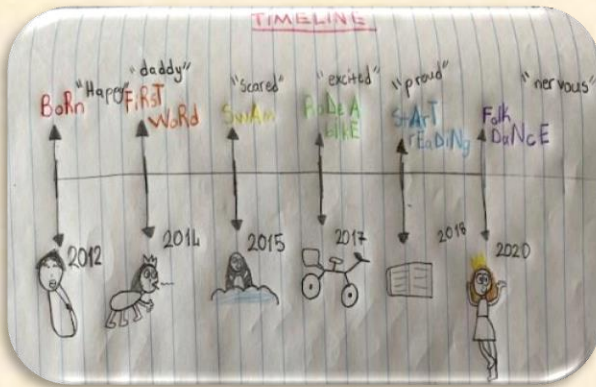 TIMELINE
BoRn "Happy"
FiRST WoRD "daddy"
SwiAm "scared"
RoDe A biKE "excited"
StArT rEaDiNg "proud"
Folk DaNcE "nervous"
2012
2014
2015
2017
2018
2020